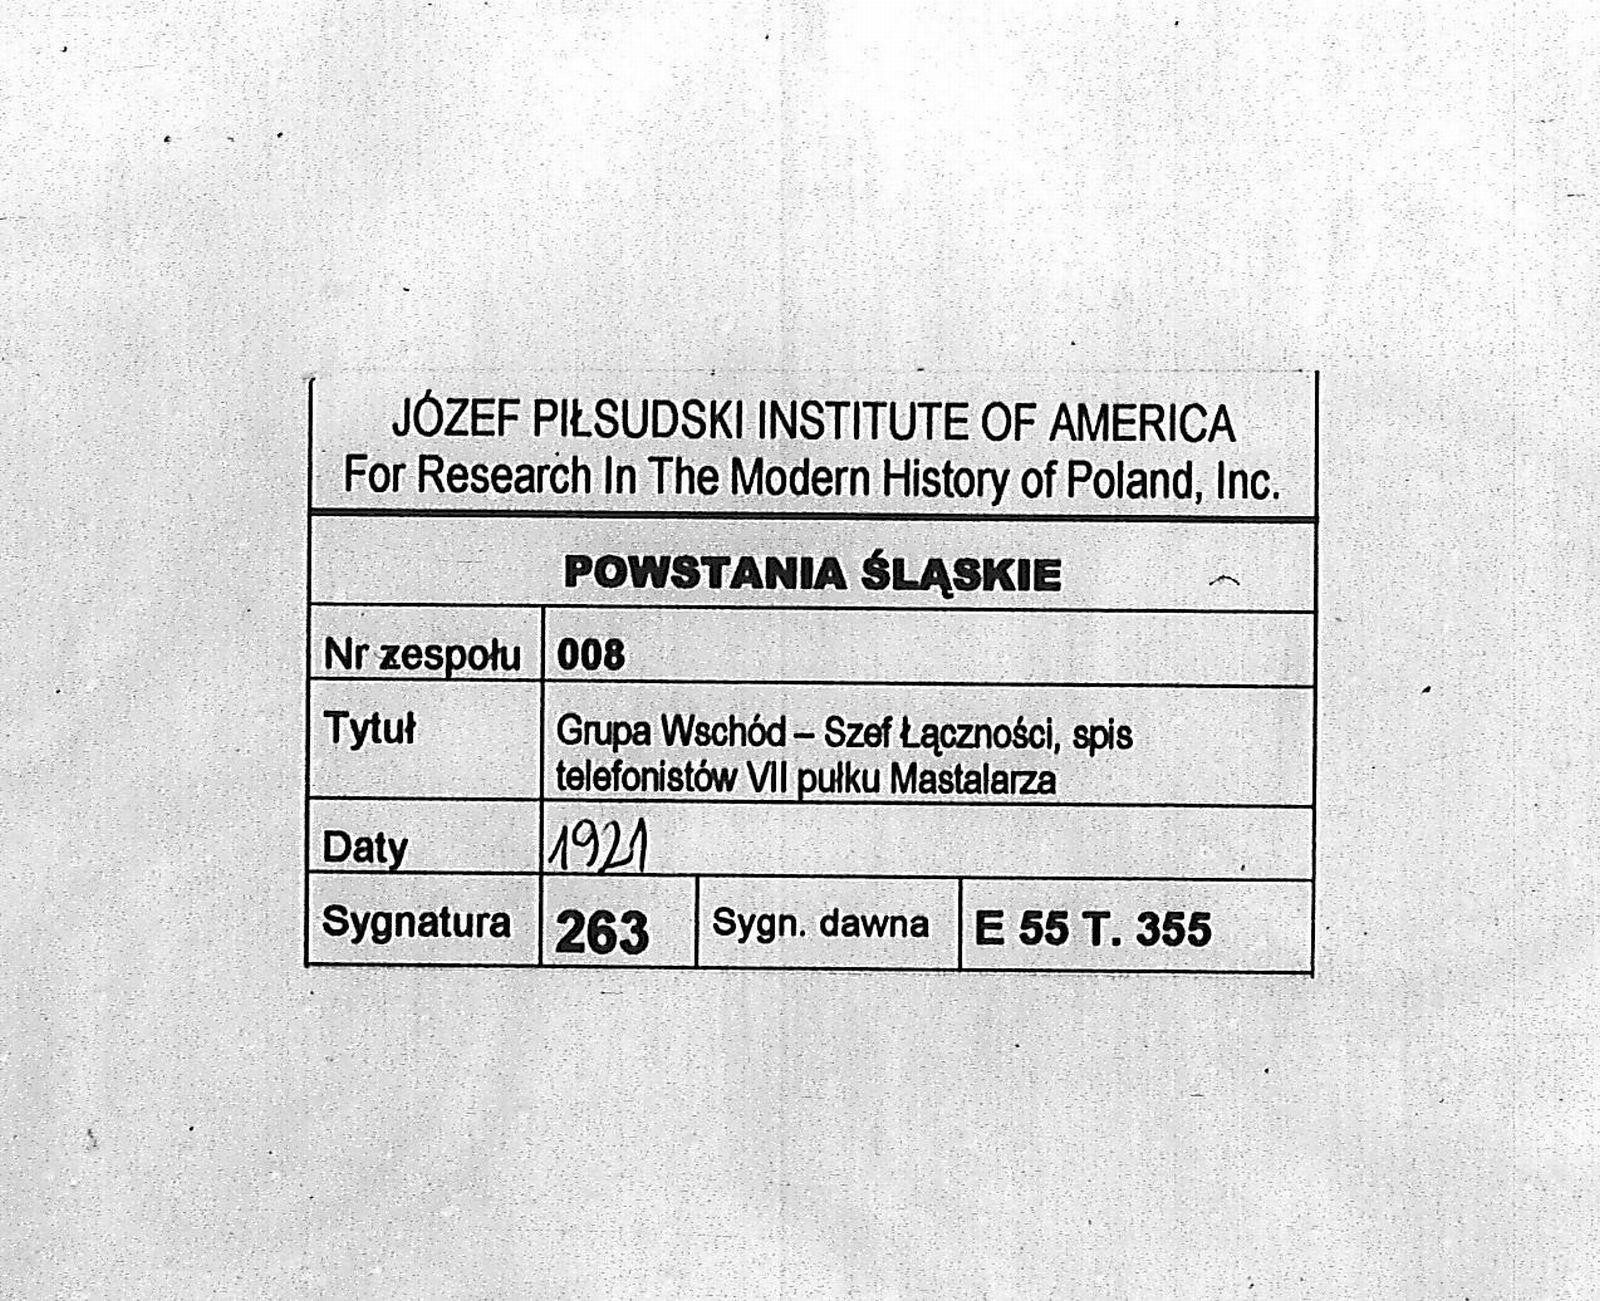 JÓZEF PIŁSUDSKI INSTITUTE OF AMERICA
For Research In The Modern History of Poland, Inc.
POWSTANIA ŚLĄSKIE
Nr zespołu 008
Tytuł Grupa Wschód – Szef Łączności, spis
telefonistów VII pułku Mastalarza
Daty 1921
Sygnatura 263 Sygn. dawna E 55 T. 355